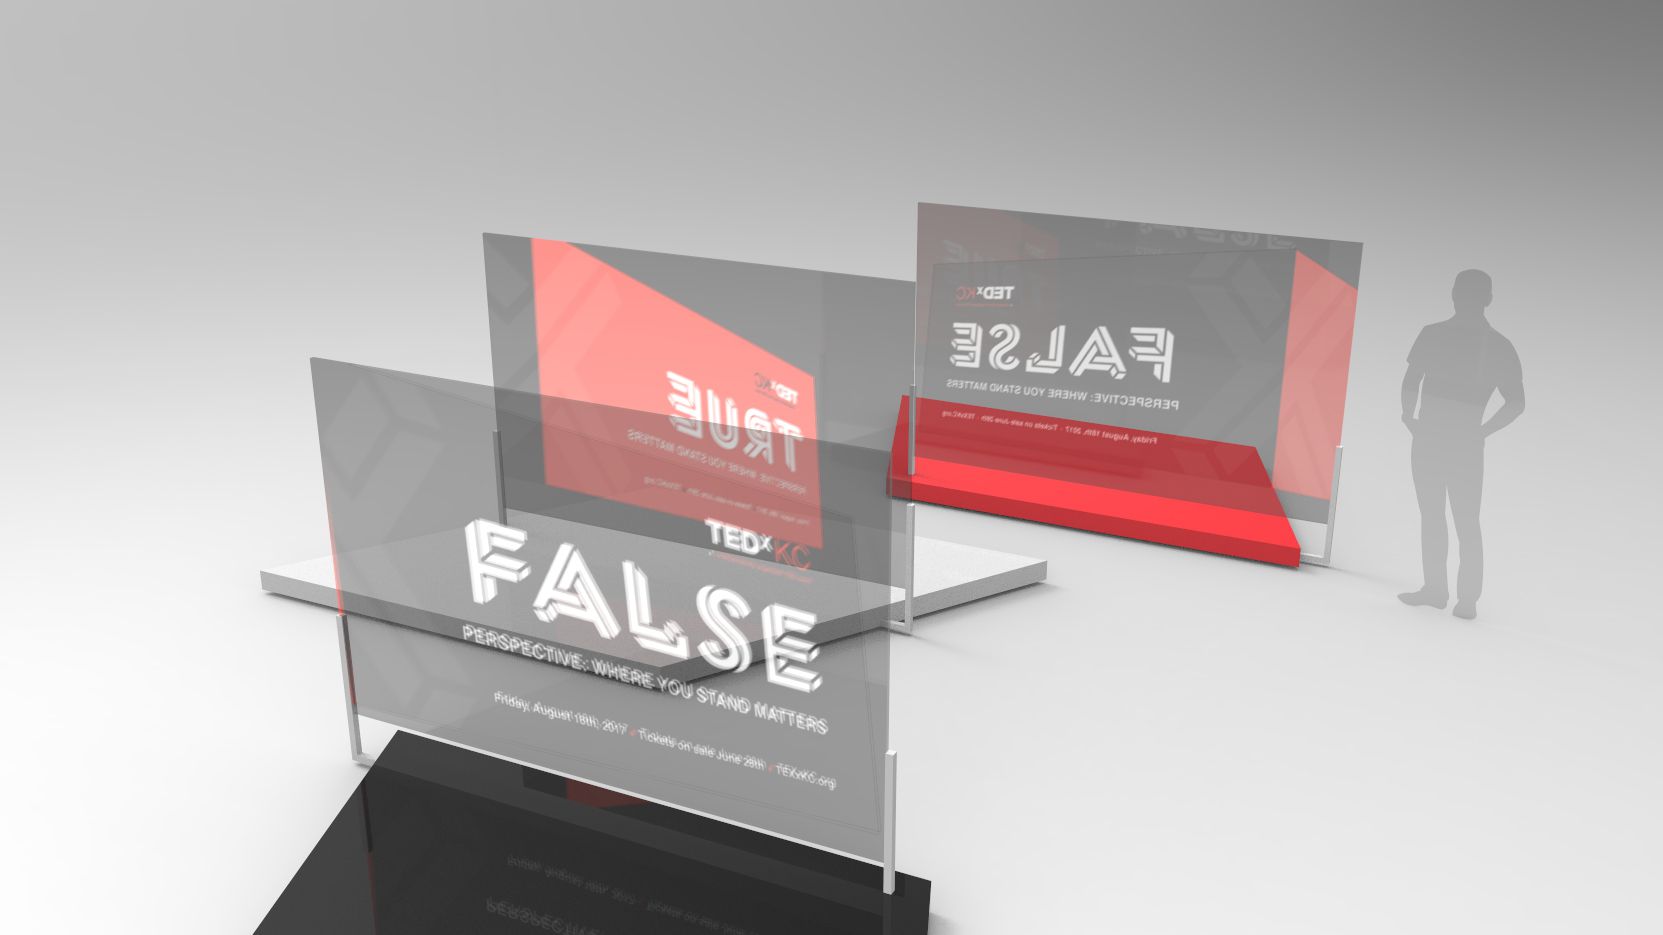 TEDxKC
FALSE
PERSPECTIVE: WHERE YOU STAND MATTERS
Friday, August 18th, 2017 • Tickets on sale June 28th • TEXxKC.org
TEDxKC
TRUE
PERSPECTIVE: WHERE YOU STAND MATTERS
TEDxKC
FALSE
PERSPECTIVE: WHERE YOU STAND MATTERS
Friday, August 18th, 2017 • Tickets on sale June 28th • TEXxKC.org